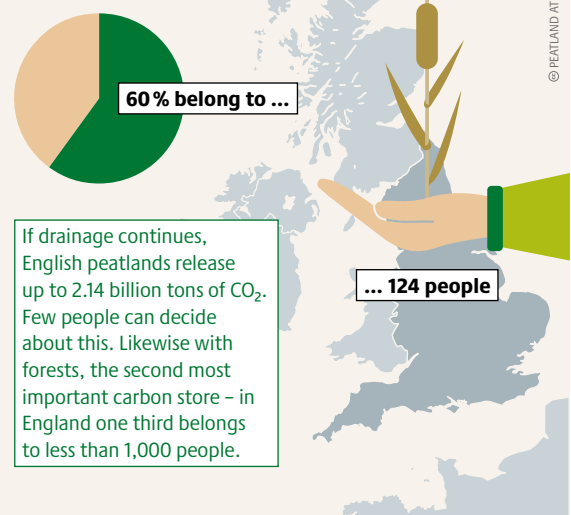 60 % belong to ...
... 124 people
If drainage continues,
English peatlands release
up to 2.14 billion tons of CO₂.
Few people can decide
about this. Likewise with
forests, the second most
important carbon store – in
England one third belongs
to less than 1,000 people.
© PEATLAND AT